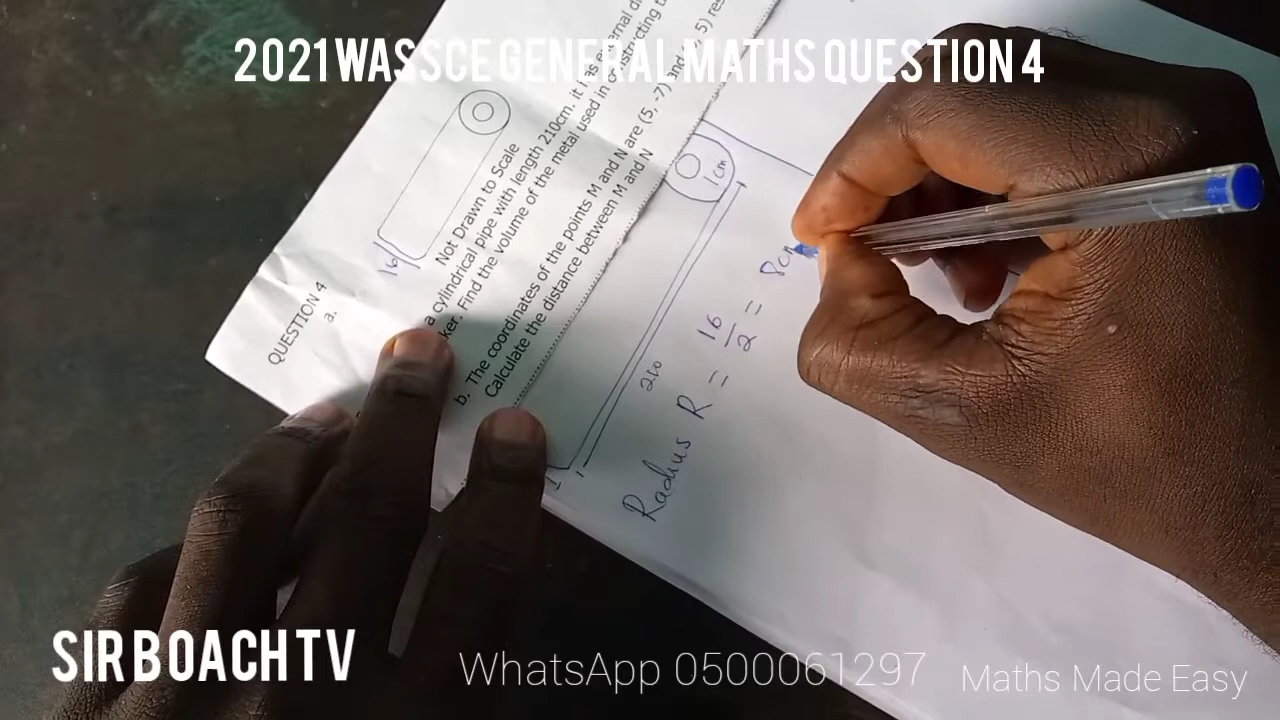 2021 WASSCE GENERAL MATHS QUESTION 4
QUESTION 4
a.
16
Not Drawn to Scale
a cylindrical pipe with length 210cm. it has external
ker. Find the volume of the metal used in
b. The coordinates of the points M and N are (5, -7) and 5)
Calculate the distance between M and N
1cm
210
Radius R = 16/2 = 8cm
SIR BOACH TV
WhatsApp 0500061297
Maths Made Easy